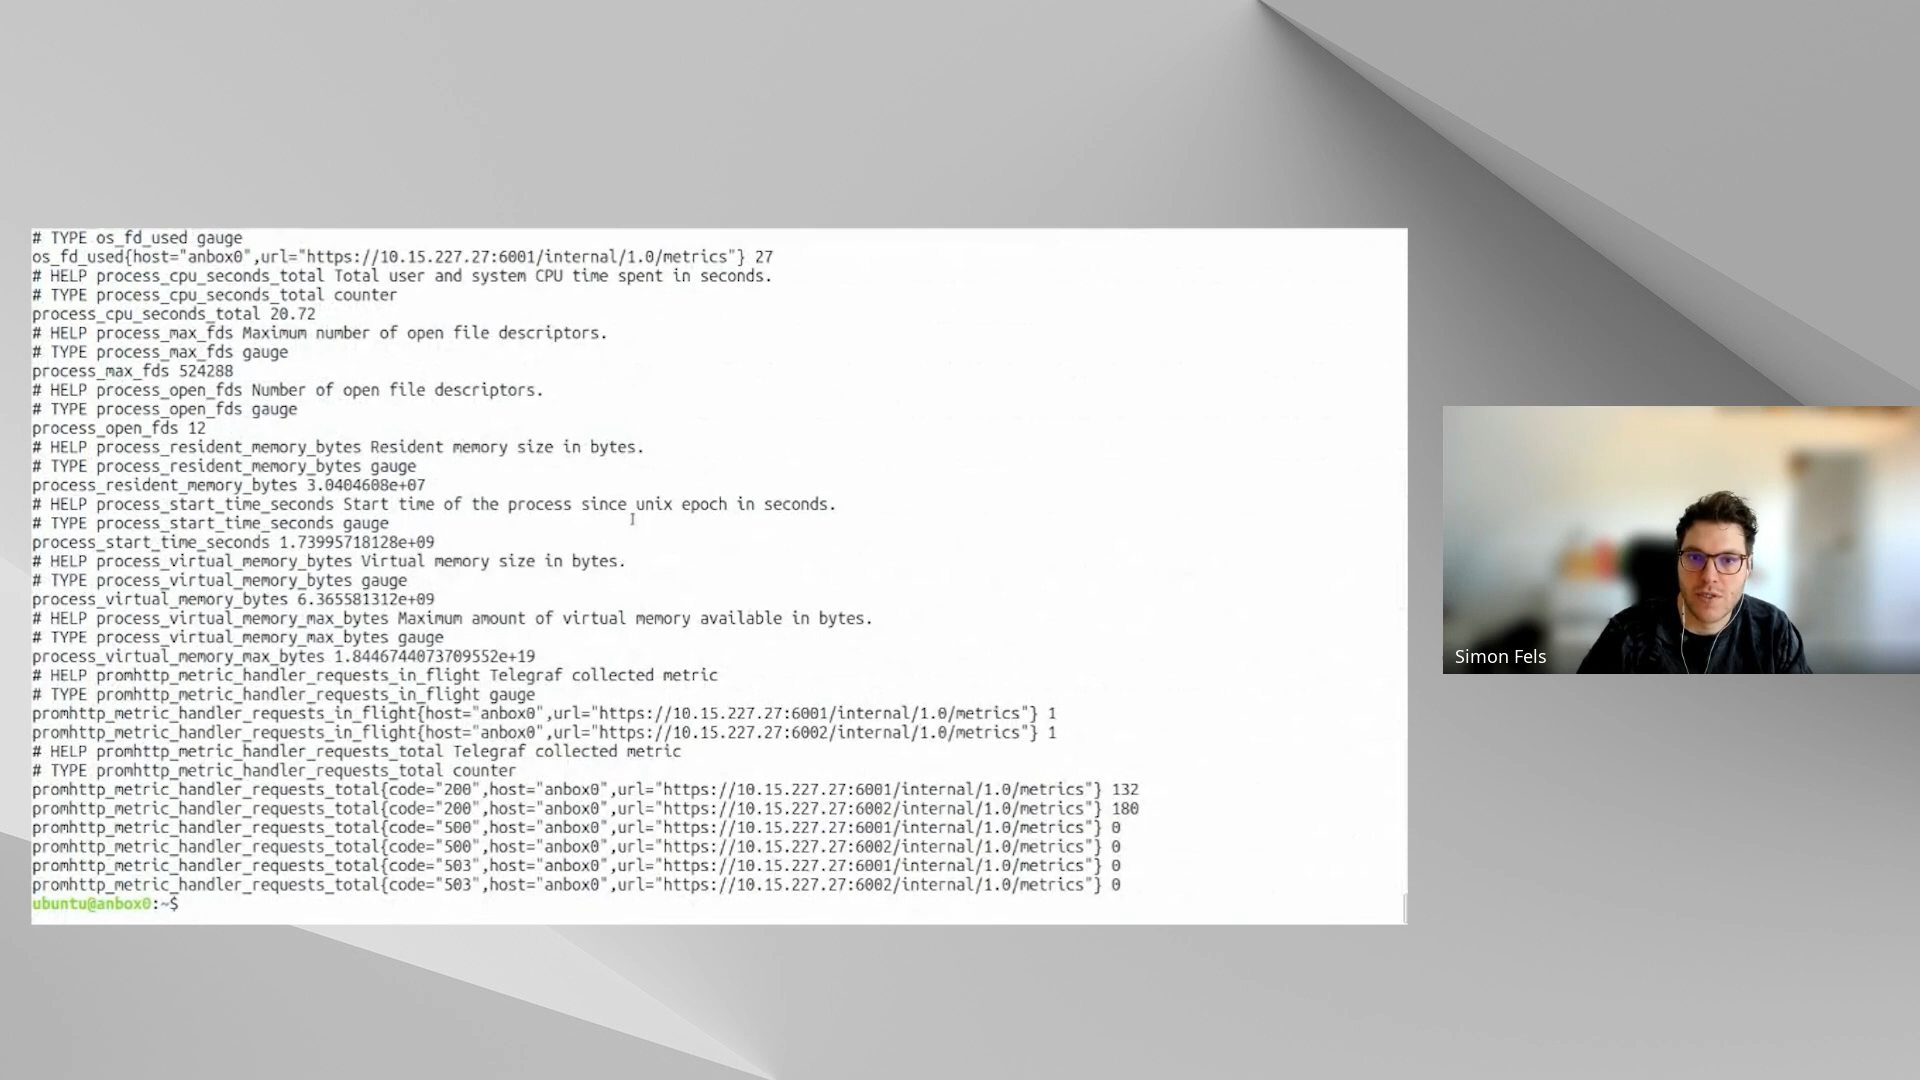 # TYPE os_fd_used gauge
os_fd_used{host="anbox0",url="https://10.15.227.27:6001/internal/1.0/metrics"} 27
# HELP process_cpu_seconds_total Total user and system CPU time spent in seconds.
# TYPE process_cpu_seconds_total counter
process_cpu_seconds_total 20.72
# HELP process_max_fds Maximum number of open file descriptors.
# TYPE process_max_fds gauge
process_max_fds 524288
# HELP process_open_fds Number of open file descriptors.
# TYPE process_open_fds gauge
process_open_fds 12
# HELP process_resident_memory_bytes Resident memory size in bytes.
# TYPE process_resident_memory_bytes gauge
process_resident_memory_bytes 3.0404608e+07
# HELP process_start_time_seconds Start time of the process since unix epoch in seconds.
# TYPE process_start_time_seconds gauge
process_start_time_seconds 1.73995718128e+09
# HELP process_virtual_memory_bytes Virtual memory size in bytes.
# TYPE process_virtual_memory_bytes gauge
process_virtual_memory_bytes 6.365581312e+09
# HELP process_virtual_memory_max_bytes Maximum amount of virtual memory available in bytes.
# TYPE process_virtual_memory_max_bytes gauge
process_virtual_memory_max_bytes 1.8446744073709552e+19
# HELP promhttp_metric_handler_requests_in_flight Telegraf collected metric
# TYPE promhttp_metric_handler_requests_in_flight gauge
promhttp_metric_handler_requests_in_flight{host="anbox0",url="https://10.15.227.27:6001/internal/1.0/metrics"} 1
promhttp_metric_handler_requests_in_flight{host="anbox0",url="https://10.15.227.27:6002/internal/1.0/metrics"} 1
# HELP promhttp_metric_handler_requests_total Telegraf collected metric
# TYPE promhttp_metric_handler_requests_total counter
promhttp_metric_handler_requests_total{code="200",host="anbox0",url="https://10.15.227.27:6001/internal/1.0/metrics"} 132
promhttp_metric_handler_requests_total{code="200",host="anbox0",url="https://10.15.227.27:6002/internal/1.0/metrics"} 180
promhttp_metric_handler_requests_total{code="500",host="anbox0",url="https://10.15.227.27:6001/internal/1.0/metrics"} 0
promhttp_metric_handler_requests_total{code="500",host="anbox0",url="https://10.15.227.27:6002/internal/1.0/metrics"} 0
promhttp_metric_handler_requests_total{code="503",host="anbox0",url="https://10.15.227.27:6001/internal/1.0/metrics"} 0
promhttp_metric_handler_requests_total{code="503",host="anbox0",url="https://10.15.227.27:6002/internal/1.0/metrics"} 0
ubuntu@anbox0:~$
Simon Fels